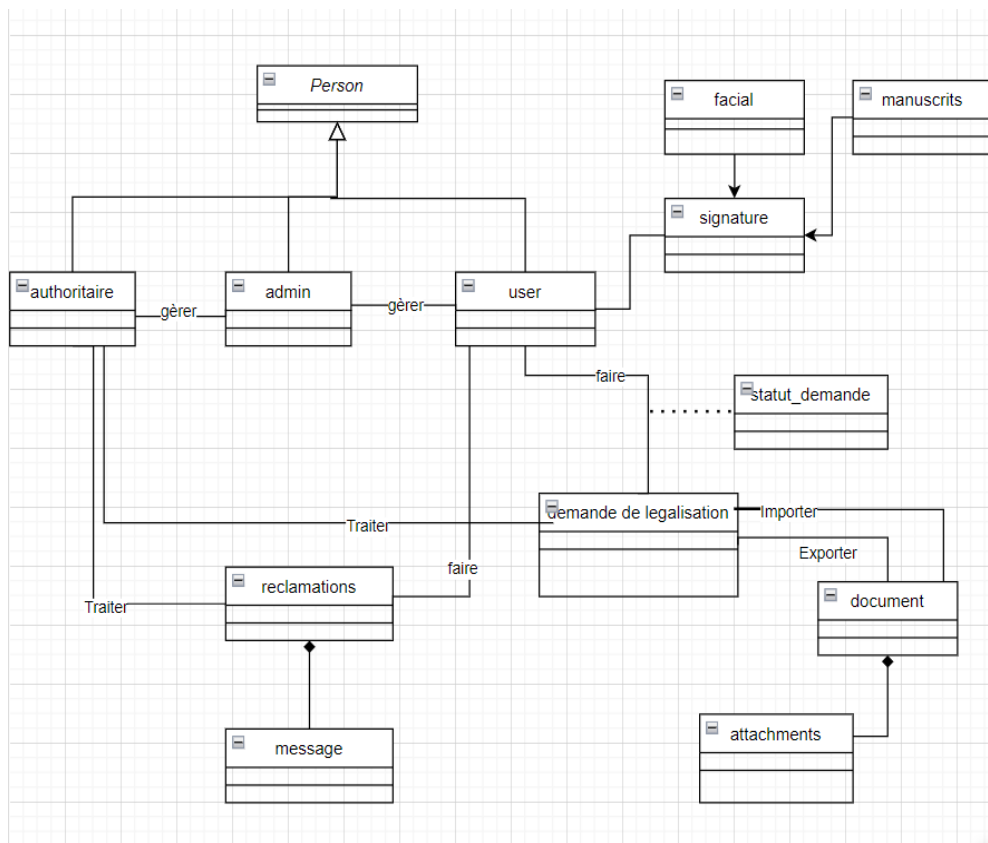 Person
facial
manuscrits
signature
authoritaire
admin
user
gèrer
gèrer
faire
statut_demande
demande de legalisation
Importer
Traiter
Exporter
faire
reclamations
document
Traiter
attachments
message